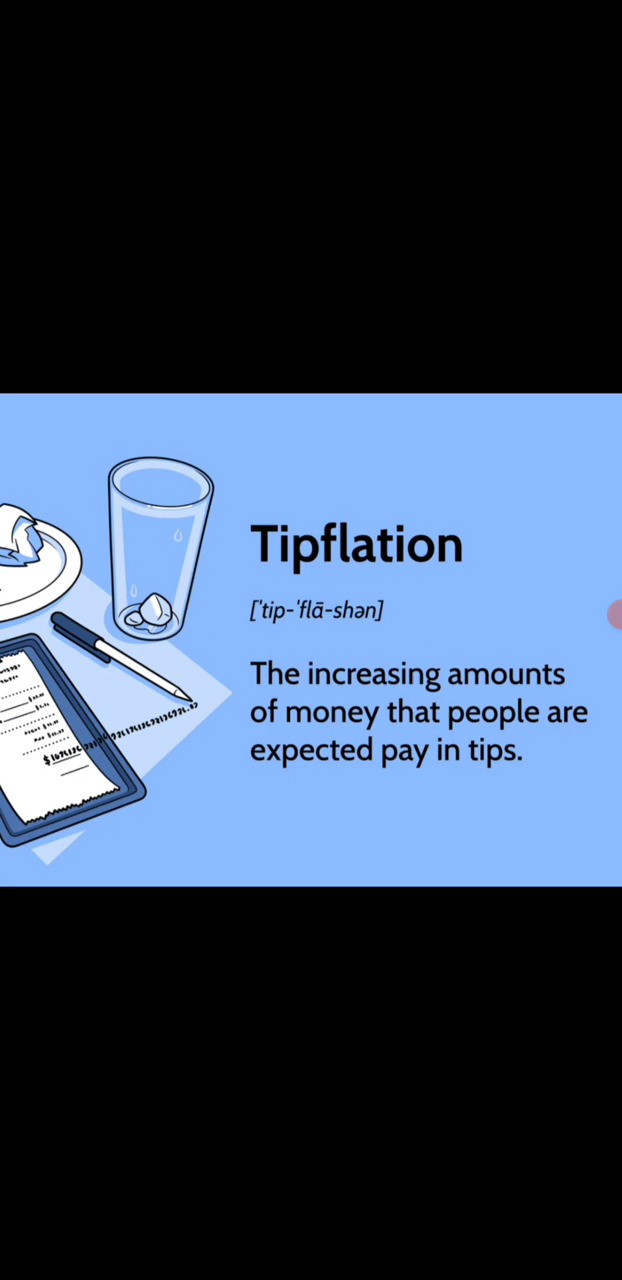 Tipflation
['tip-'flā-shən]
The increasing amounts
of money that people are
expected pay in tips.